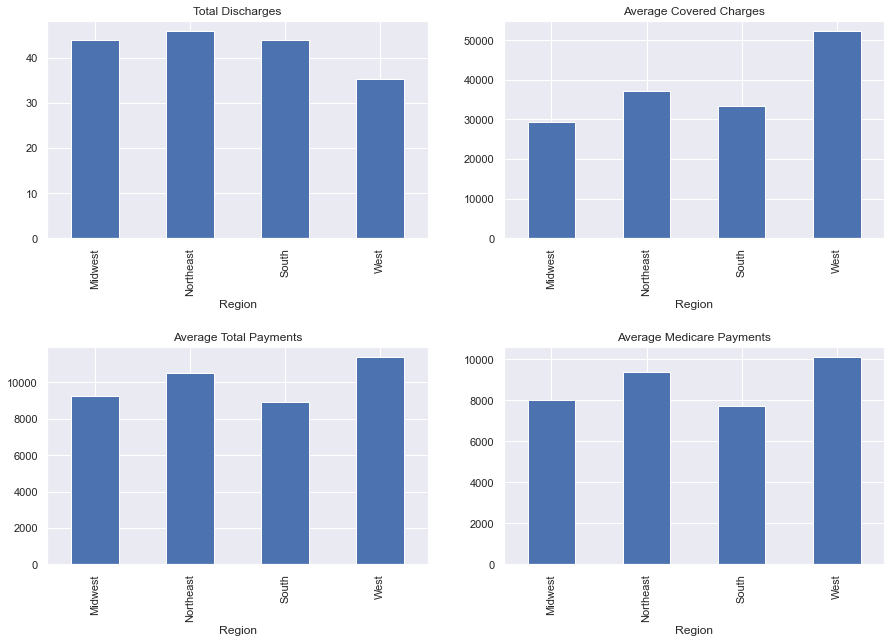 Total Discharges
40
30
20
10
0
Midwest
Northeast
South
West
Region
Average Covered Charges
50000
40000
30000
20000
10000
0
Midwest
Northeast
South
West
Region
Average Total Payments
10000
8000
6000
4000
2000
0
Midwest
Northeast
South
West
Region
Average Medicare Payments
10000
8000
6000
4000
2000
0
Midwest
Northeast
South
West
Region